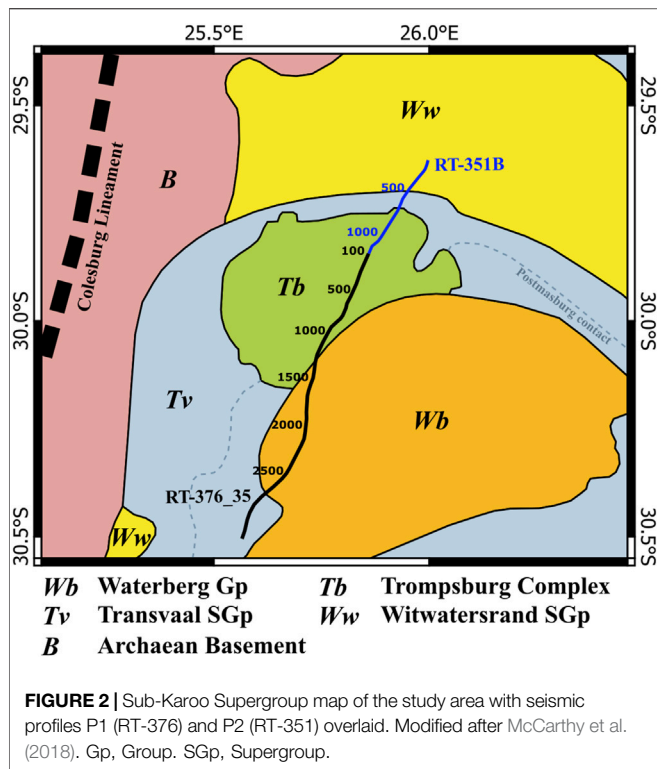 25.5°E 26.0°E
29.5°S 29.5°S
Ww
B
RT-351B
500
Colesburg Lineament
1000
100
Tb
500
Postmasburg contact
30.0°S 30.0°S
1000
1500
Tv
2000
Wb
2500
RT-376_35
Ww
30.5°S 30.5°S
Wb Waterberg Gp Tb Trompsburg Complex
Tv Transvaal SGp Ww Witwatersrand SGp
B Archaean Basement
FIGURE 2 | Sub-Karoo Supergroup map of the study area with seismic
profiles P1 (RT-376) and P2 (RT-351) overlaid. Modified after McCarthy et al.
(2018). Gp, Group. SGp, Supergroup.